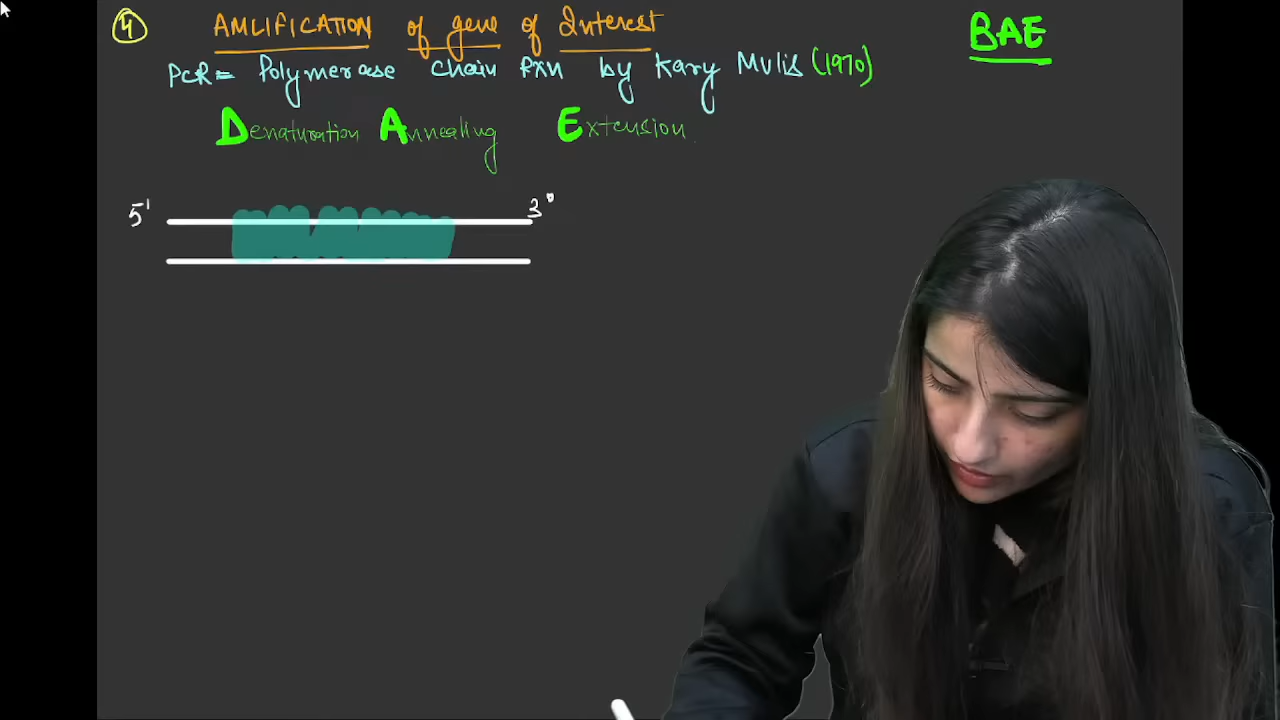 4 AMLIFICATION of gene of Interest
BAE
PCR = Polymerase Chain RXN by Kary Mulis (1970)
Denaturation Annealing Extension
5' 3'